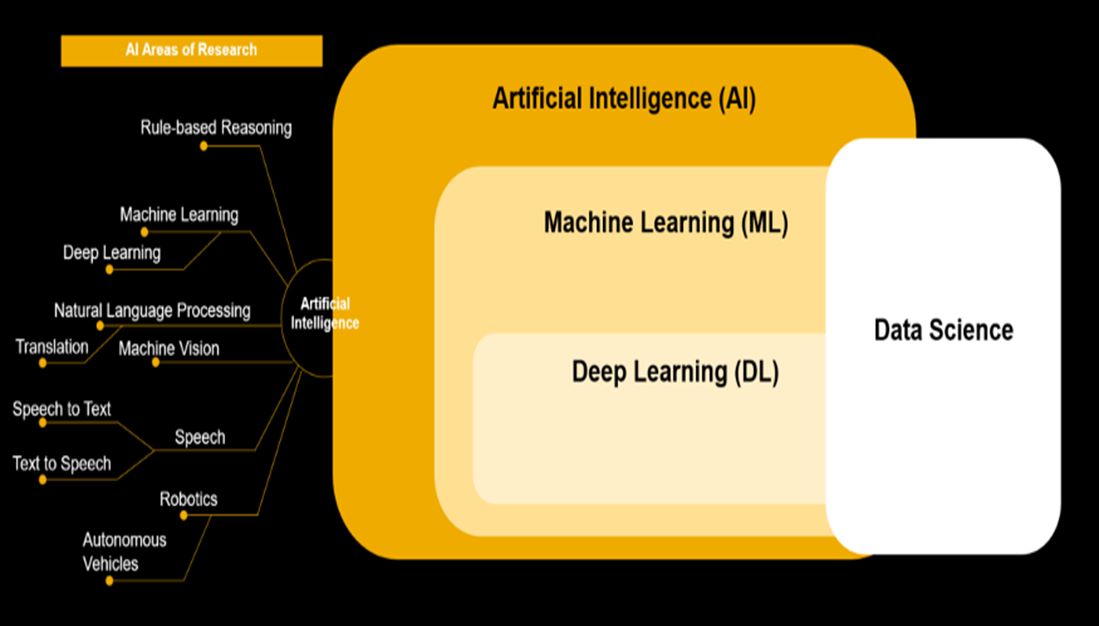 AI Areas of Research
Rule-based Reasoning
Machine Learning
Deep Learning
Natural Language Processing
Translation
Machine Vision
Speech to Text
Speech
Text to Speech
Robotics
Autonomous
Vehicles
Artificial
Intelligence
Artificial Intelligence (AI)
Machine Learning (ML)
Deep Learning (DL)
Data Science